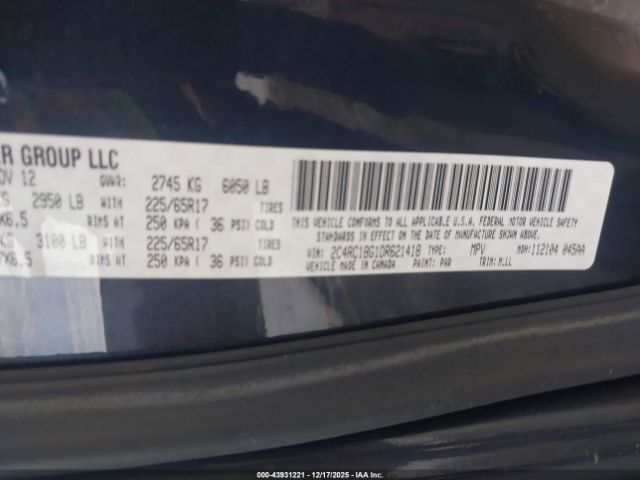 ER GROUP LLC
OV 12 GVWR: 2745 KG 6050 LB
KG 2950 LB WITH 225/65R17 TIRES
7X6.5 RIMS AT 250 KPA ( 36 PSI) COLD
KG 3100 LB WITH 225/65R17 TIRES
7X6.5 RIMS AT 250 KPA ( 36 PSI) COLD
THIS VEHICLE CONFORMS TO ALL APPLICABLE U.S.A. FEDERAL MOTOR VEHICLE SAFETY
STANDARDS IN EFFECT ON THE DATE OF MANUFACTURE SHOWN ABOVE.
VIN: 2C4RC1BG1DR621418 TYPE: MPV MDH:112104 045AA
VEHICLE MADE IN CANADA PAINT: PAR TRIM: M.LL
000-43931221 - 12/17/2025 - IAA, Inc.